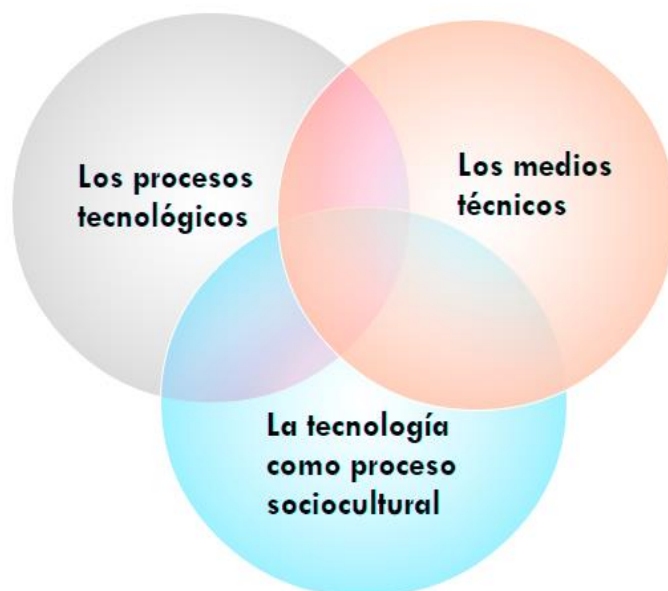 Los procesos
tecnológicos
Los medios
técnicos
La tecnología
como proceso
sociocultural